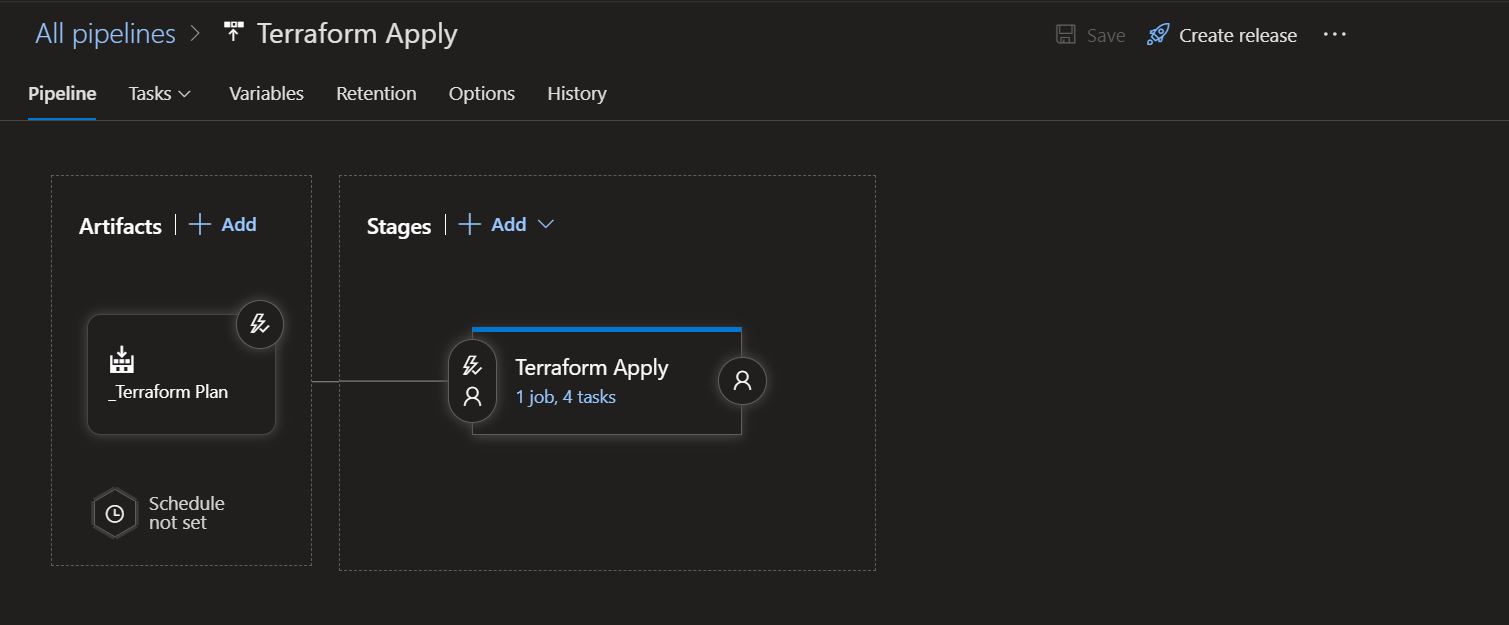 All pipelines > Terraform Apply
Save Create release ...
Pipeline Tasks Variables Retention Options History
Artifacts | + Add
Stages | + Add
_Terraform Plan
Schedule
not set
Terraform Apply
1 job, 4 tasks